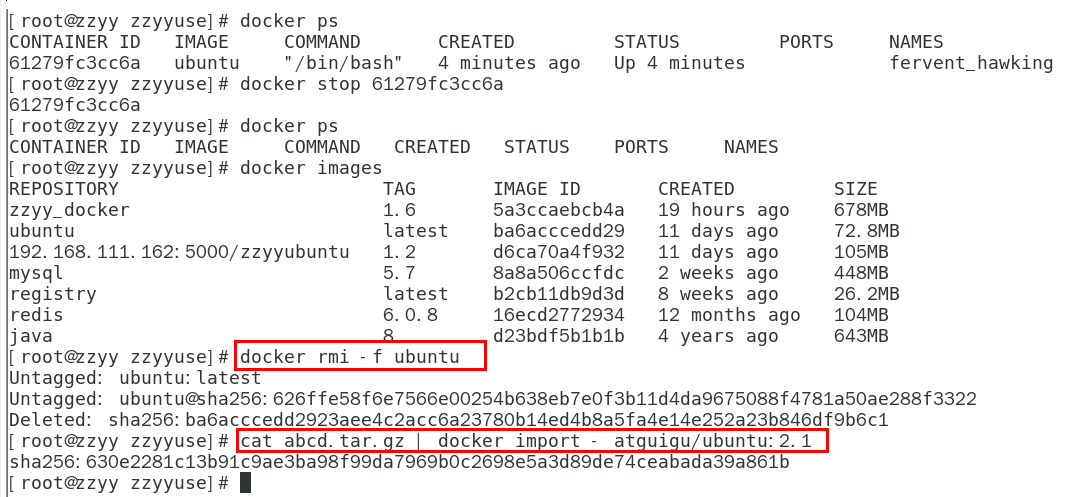 [root@zzyy zzyyuse]# docker ps
CONTAINER ID   IMAGE     COMMAND       CREATED         STATUS         PORTS     NAMES
61279fc3cc6a   ubuntu    "/bin/bash"   4 minutes ago   Up 4 minutes             fervent_hawking
[root@zzyy zzyyuse]# docker stop 61279fc3cc6a
61279fc3cc6a
[root@zzyy zzyyuse]# docker ps
CONTAINER ID   IMAGE     COMMAND   CREATED   STATUS    PORTS     NAMES
[root@zzyy zzyyuse]# docker images
REPOSITORY                        TAG       IMAGE ID       CREATED         SIZE
zzyy_docker                       1.6       5a3ccaebcb4a   19 hours ago    678MB
ubuntu                            latest    ba6acccedd29   11 days ago     72.8MB
192.168.111.162:5000/zzyyubuntu   1.2       d6ca70a4f932   11 days ago     105MB
mysql                             5.7       8a8a506ccfdc   2 weeks ago     448MB
registry                          latest    b2cb11db9d3d   8 weeks ago     26.2MB
redis                             6.0.8     16ecd2772934   12 months ago   104MB
java                              8         d23bdf5b1b1b   4 years ago     643MB
[root@zzyy zzyyuse]# docker rmi -f ubuntu
Untagged: ubuntu:latest
Untagged: ubuntu@sha256:626ffe58f6e7566e00254b638eb7e0f3b11d4da9675088f4781a50ae288f3322
Deleted: sha256:ba6acccedd2923aee4c2acc6a23780b14ed4b8a5fa4e14e252a23b846df9b6c1
[root@zzyy zzyyuse]# cat abcd.tar.gz | docker import - atguigu/ubuntu:2.1
sha256:630e2281c13b91c9ae3ba98f99da7969b0c2698e5a3d89de74ceabada39a861b
[root@zzyy zzyyuse]#